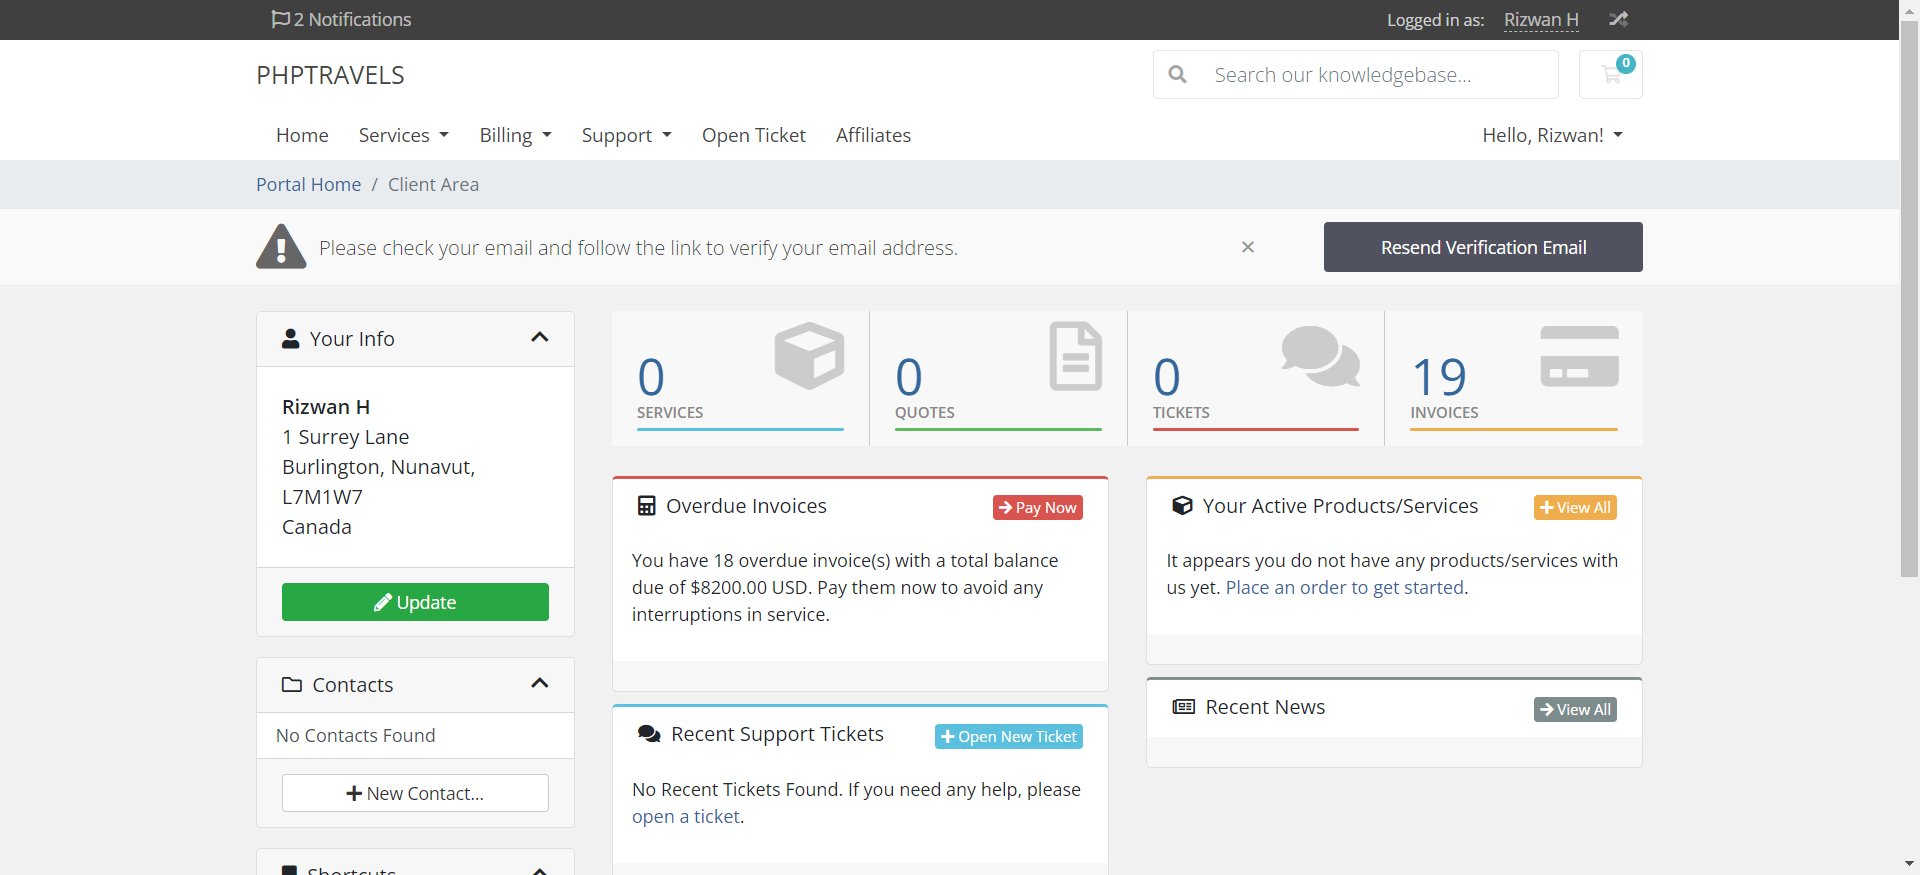 2 Notifications
Logged in as: Rizwan H
PHPTRAVELS
Search our knowledgebase...
0
Home Services Billing Support Open Ticket Affiliates
Hello, Rizwan!
Portal Home / Client Area
Please check your email and follow the link to verify your email address.
×
Resend Verification Email
Your Info
Rizwan H
1 Surrey Lane
Burlington, Nunavut,
L7M1W7
Canada
Update
Contacts
No Contacts Found
New Contact...
Shortcuts
0
SERVICES
0
QUOTES
0
TICKETS
19
INVOICES
Overdue Invoices
Pay Now
You have 18 overdue invoice(s) with a total balance
due of $8200.00 USD. Pay them now to avoid any
interruptions in service.
Recent Support Tickets
Open New Ticket
No Recent Tickets Found. If you need any help, please
open a ticket.
Your Active Products/Services
View All
It appears you do not have any products/services with
us yet. Place an order to get started.
Recent News
View All